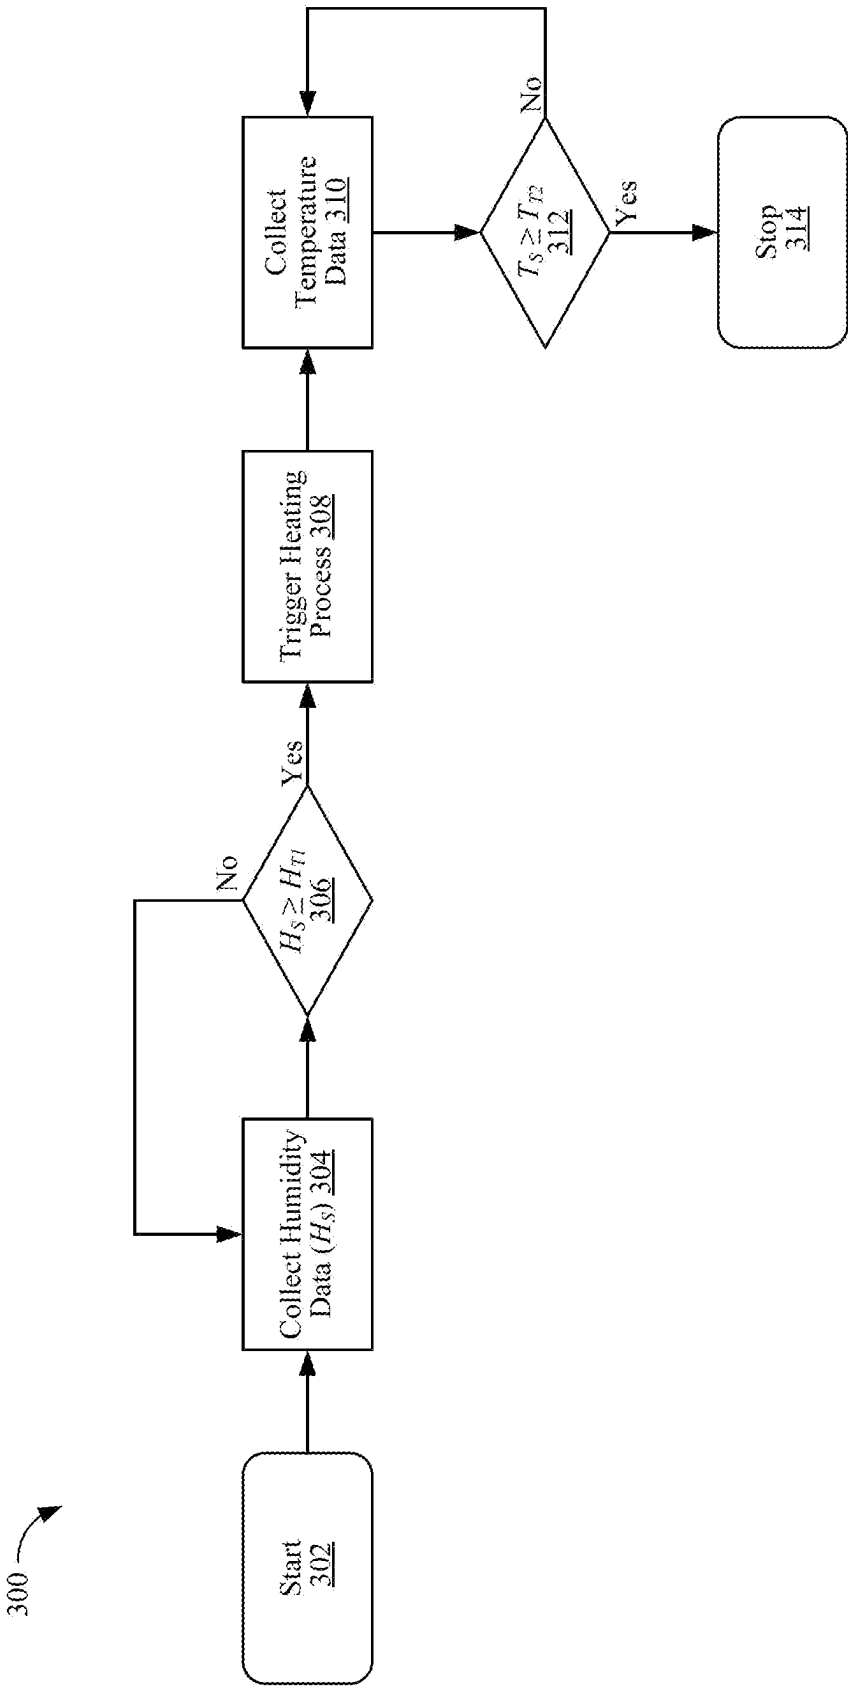 300
Start
302
Collect Humidity
Data (H_S) 304
H_S ≥ H_T1
306
No
Yes
Trigger Heating
Process 308
Collect
Temperature
Data 310
T_S ≥ T_T2
312
No
Yes
Stop
314